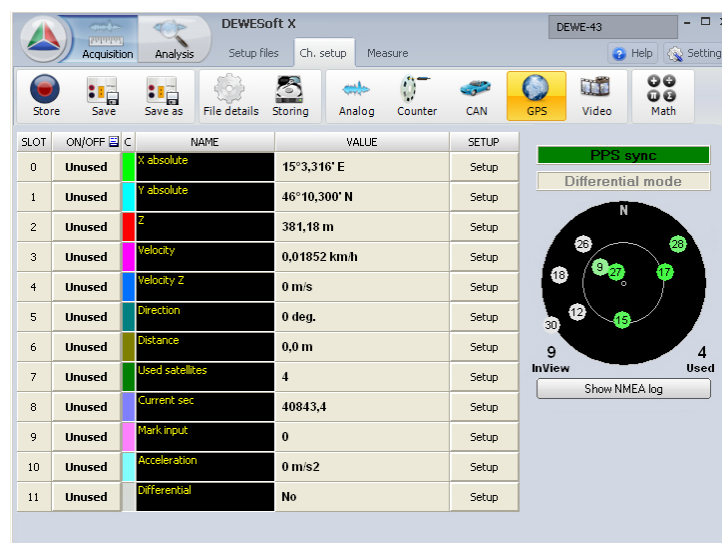 DEWESoft X
DEWE-43
Acquisition
Analysis
Setup files
Ch. setup
Measure
Help
Setting
Store
Save
Save as
File details
Storing
Analog
Counter
CAN
GPS
Video
Math
SLOT ON/OFF C NAME VALUE SETUP
0 Unused X absolute 15°3,316' E Setup
1 Unused Y absolute 46°10,300' N Setup
2 Unused Z 381,18 m Setup
3 Unused Velocity 0,01852 km/h Setup
4 Unused Velocity Z 0 m/s Setup
5 Unused Direction 0 deg. Setup
6 Unused Distance 0,0 m Setup
7 Unused Used satellites 4 Setup
8 Unused Current sec 40843,4 Setup
9 Unused Mark input 0 Setup
10 Unused Acceleration 0 m/s2 Setup
11 Unused Differential No Setup
PPS sync
Differential mode
N
26
28
9
27
17
18
12
15
30
9
InView
4
Used
Show NMEA log